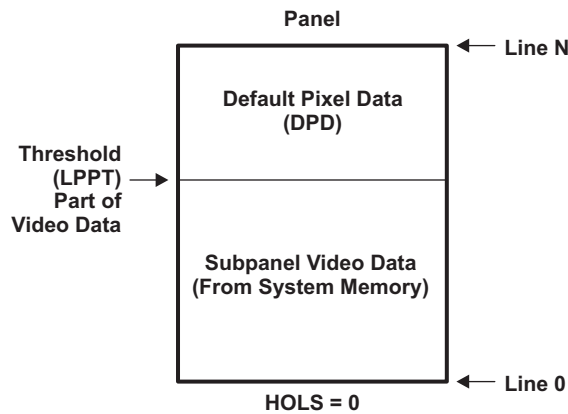 Panel
Line N
Default Pixel Data
(DPD)
Threshold
(LPPT)
Part of
Video Data
Subpanel Video Data
(From System Memory)
Line 0
HOLS = 0